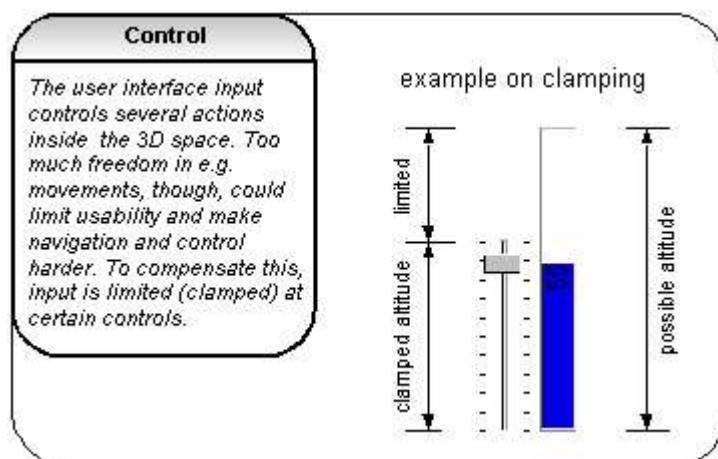 Control
The user interface input
controls several actions
inside the 3D space. Too
much freedom in e.g.
movements, though, could
limit usability and make
navigation and control
harder. To compensate this,
input is limited (clamped) at
certain controls.
example on clamping
limited
clamped attitude
possible attitude